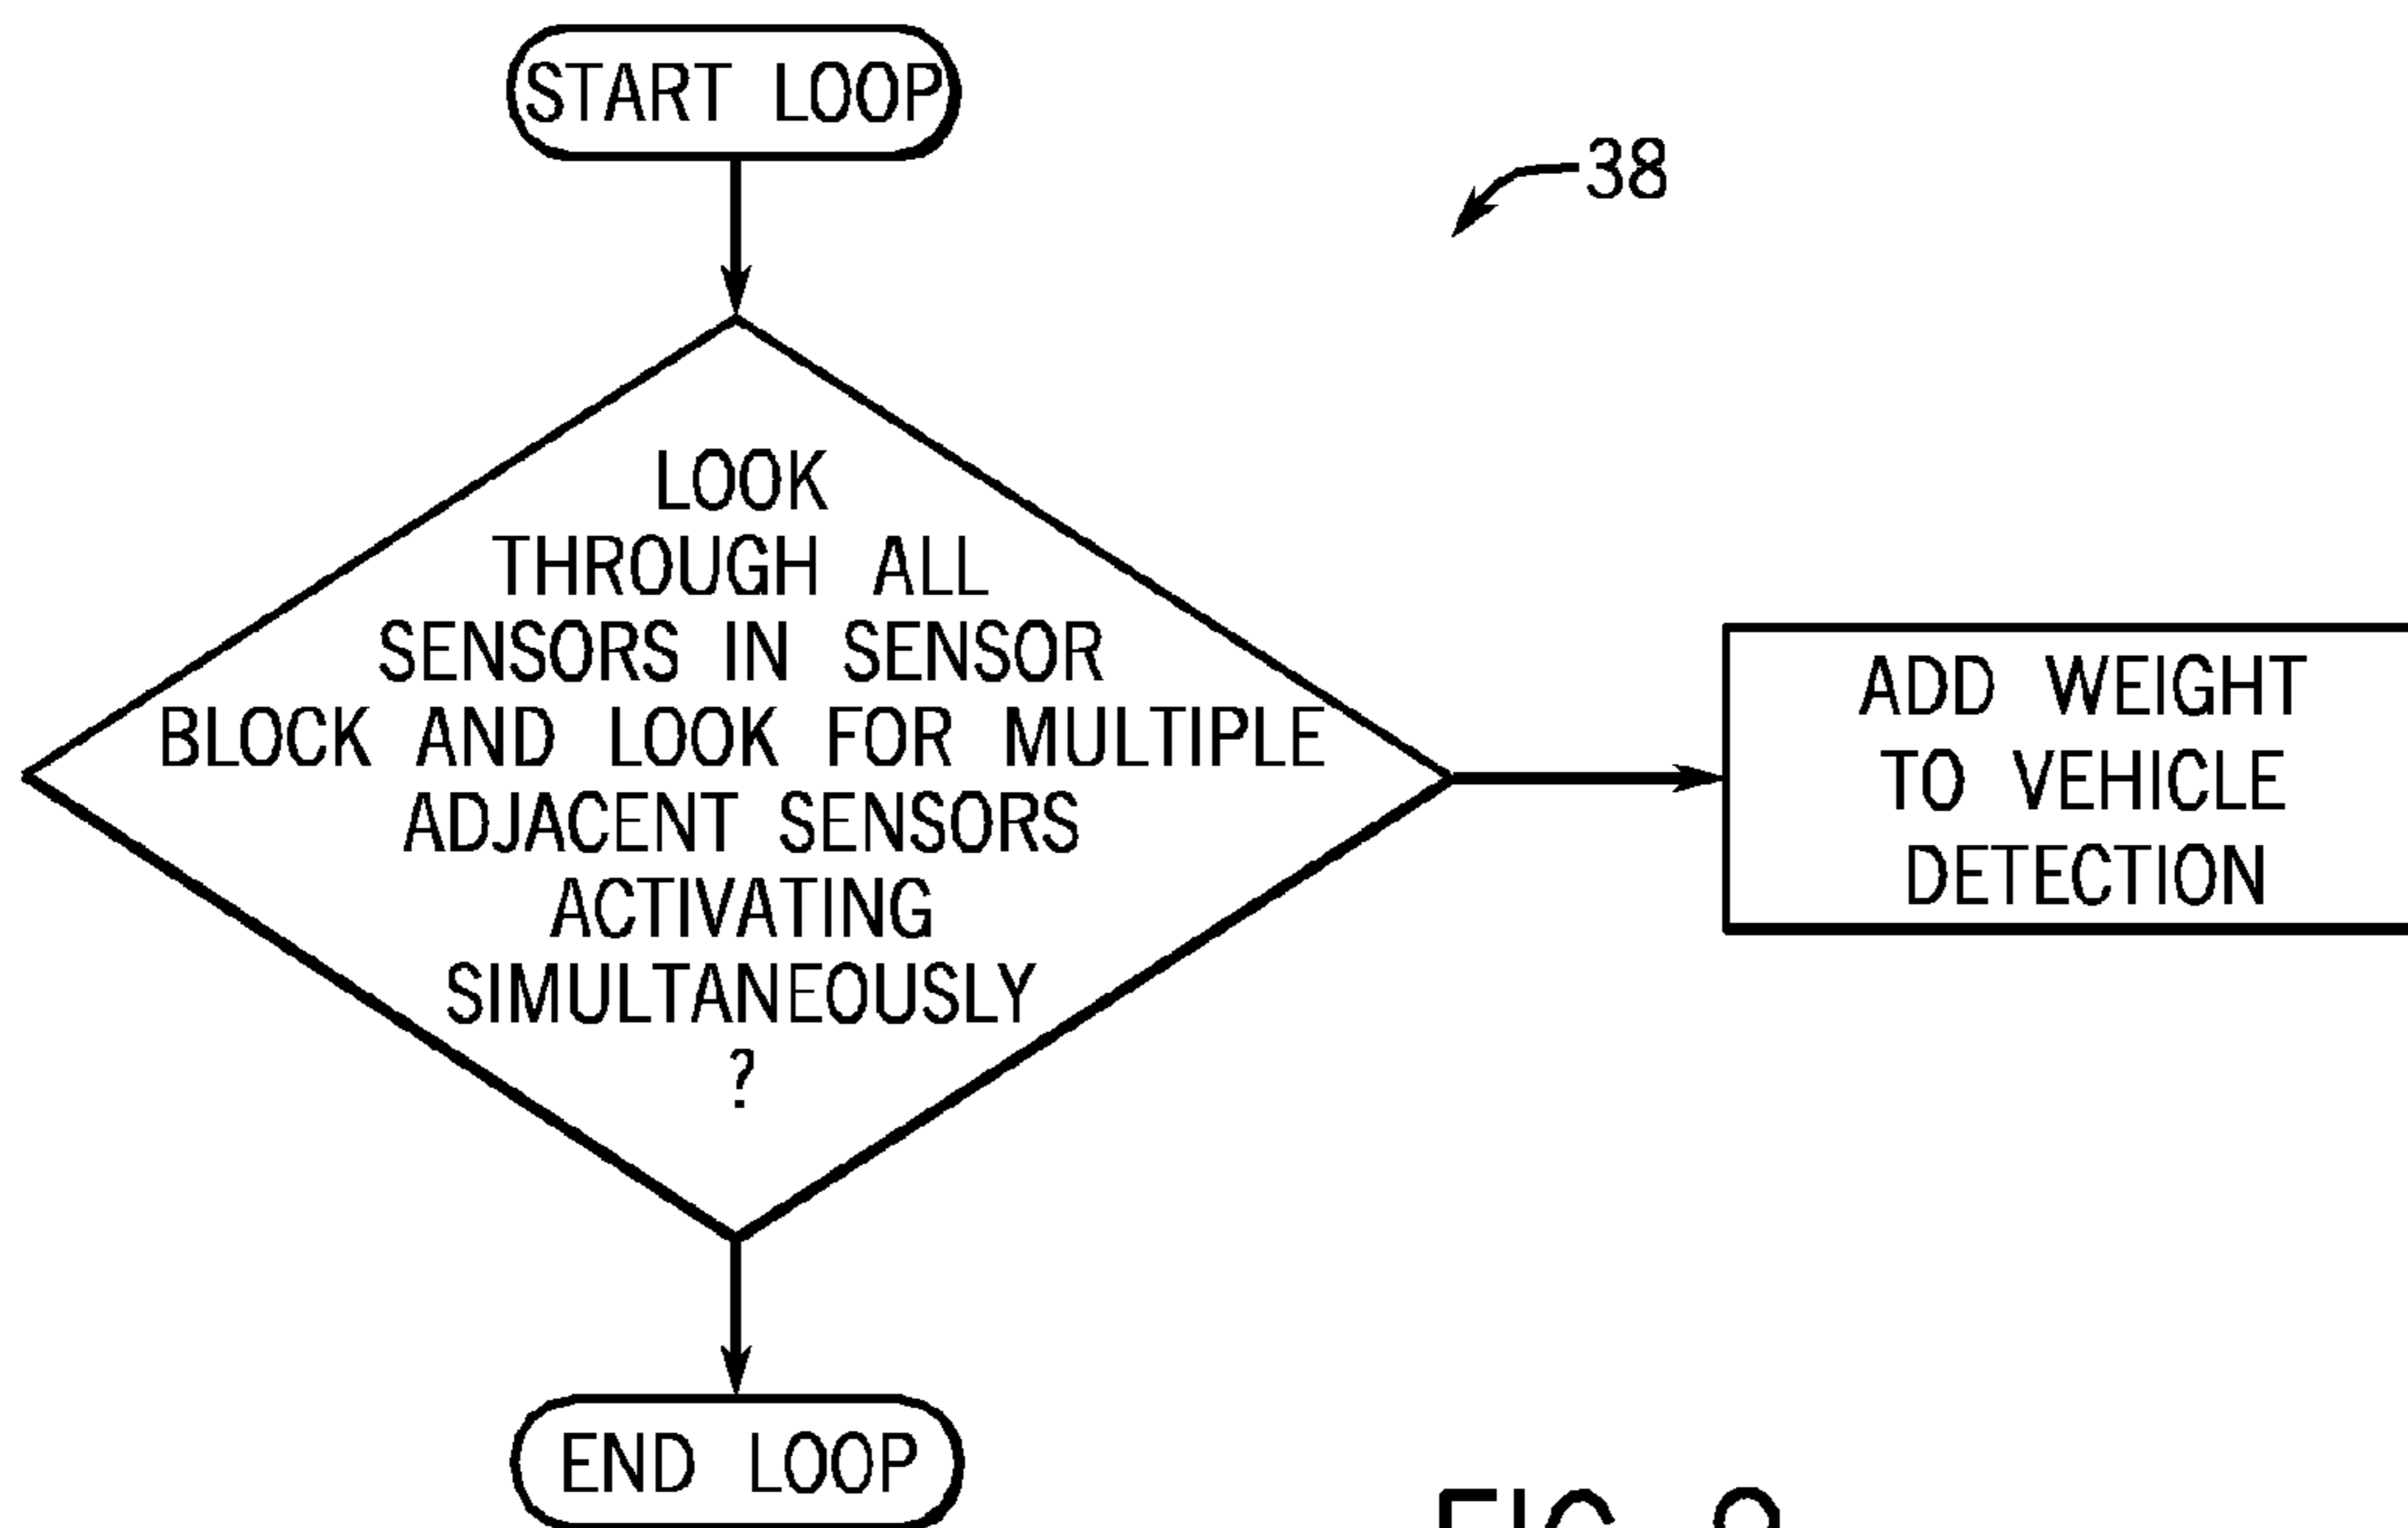 START LOOP
38
LOOK
THROUGH ALL
SENSORS IN SENSOR
BLOCK AND LOOK FOR MULTIPLE
ADJACENT SENSORS
ACTIVATING
SIMULTANEOUSLY
?
ADD WEIGHT
TO VEHICLE
DETECTION
END LOOP